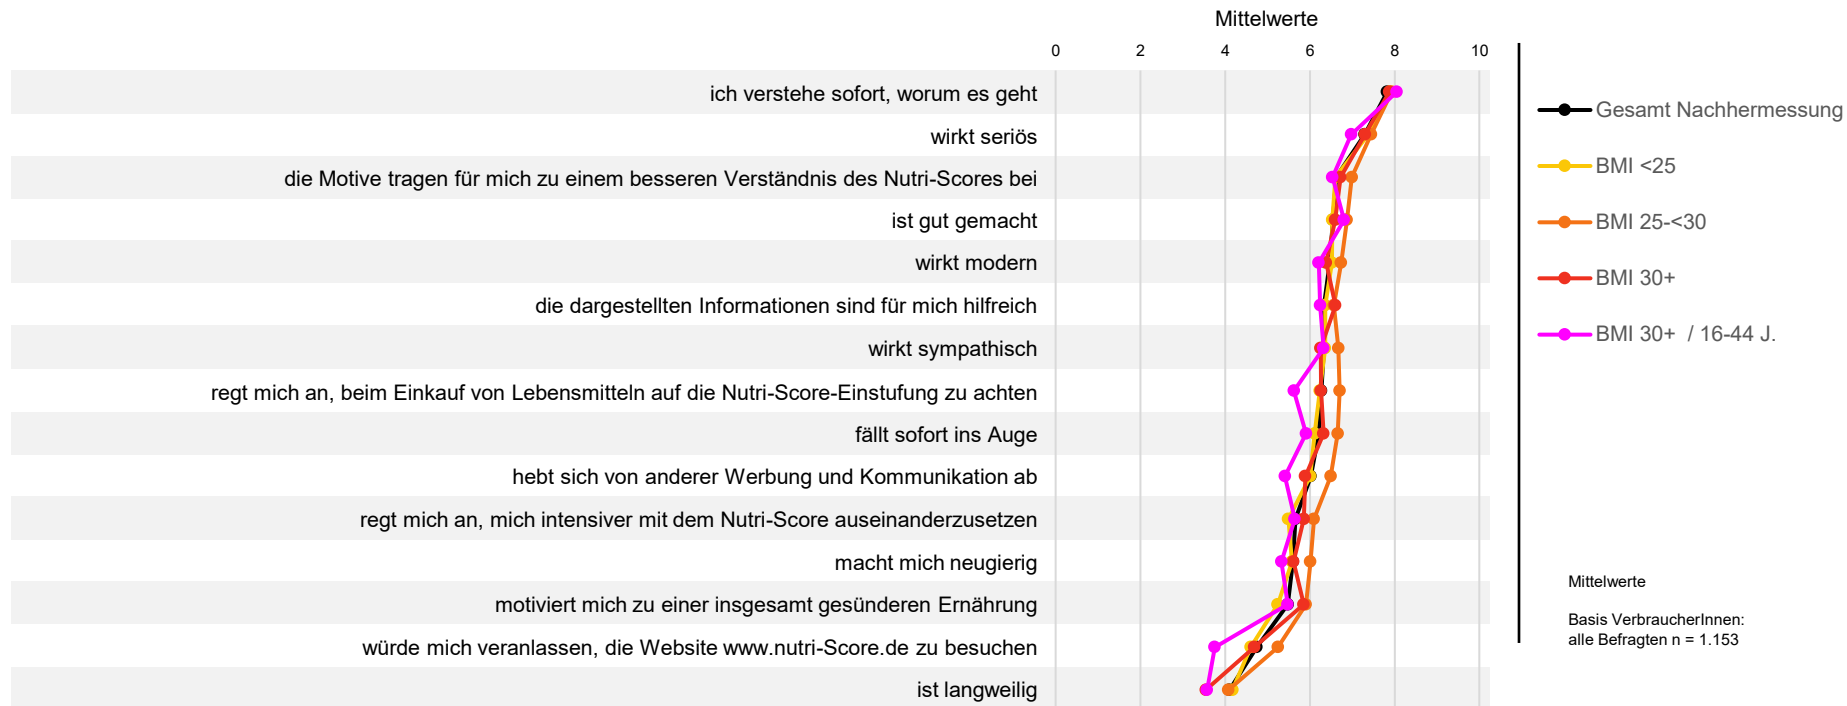 Mittelwerte
0 2 4 6 8 10
ich verstehe sofort, worum es geht
wirkt seriös
die Motive tragen für mich zu einem besseren Verständnis des Nutri-Scores bei
ist gut gemacht
wirkt modern
die dargestellten Informationen sind für mich hilfreich
wirkt sympathisch
regt mich an, beim Einkauf von Lebensmitteln auf die Nutri-Score-Einstufung zu achten
fällt sofort ins Auge
hebt sich von anderer Werbung und Kommunikation ab
regt mich an, mich intensiver mit dem Nutri-Score auseinanderzusetzen
macht mich neugierig
motiviert mich zu einer insgesamt gesünderen Ernährung
würde mich veranlassen, die Website www.nutri-Score.de zu besuchen
ist langweilig
Gesamt Nachhermessung
BMI <25
BMI 25-<30
BMI 30+
BMI 30+ / 16-44 J.
Mittelwerte
Basis VerbraucherInnen:
alle Befragten n = 1.153